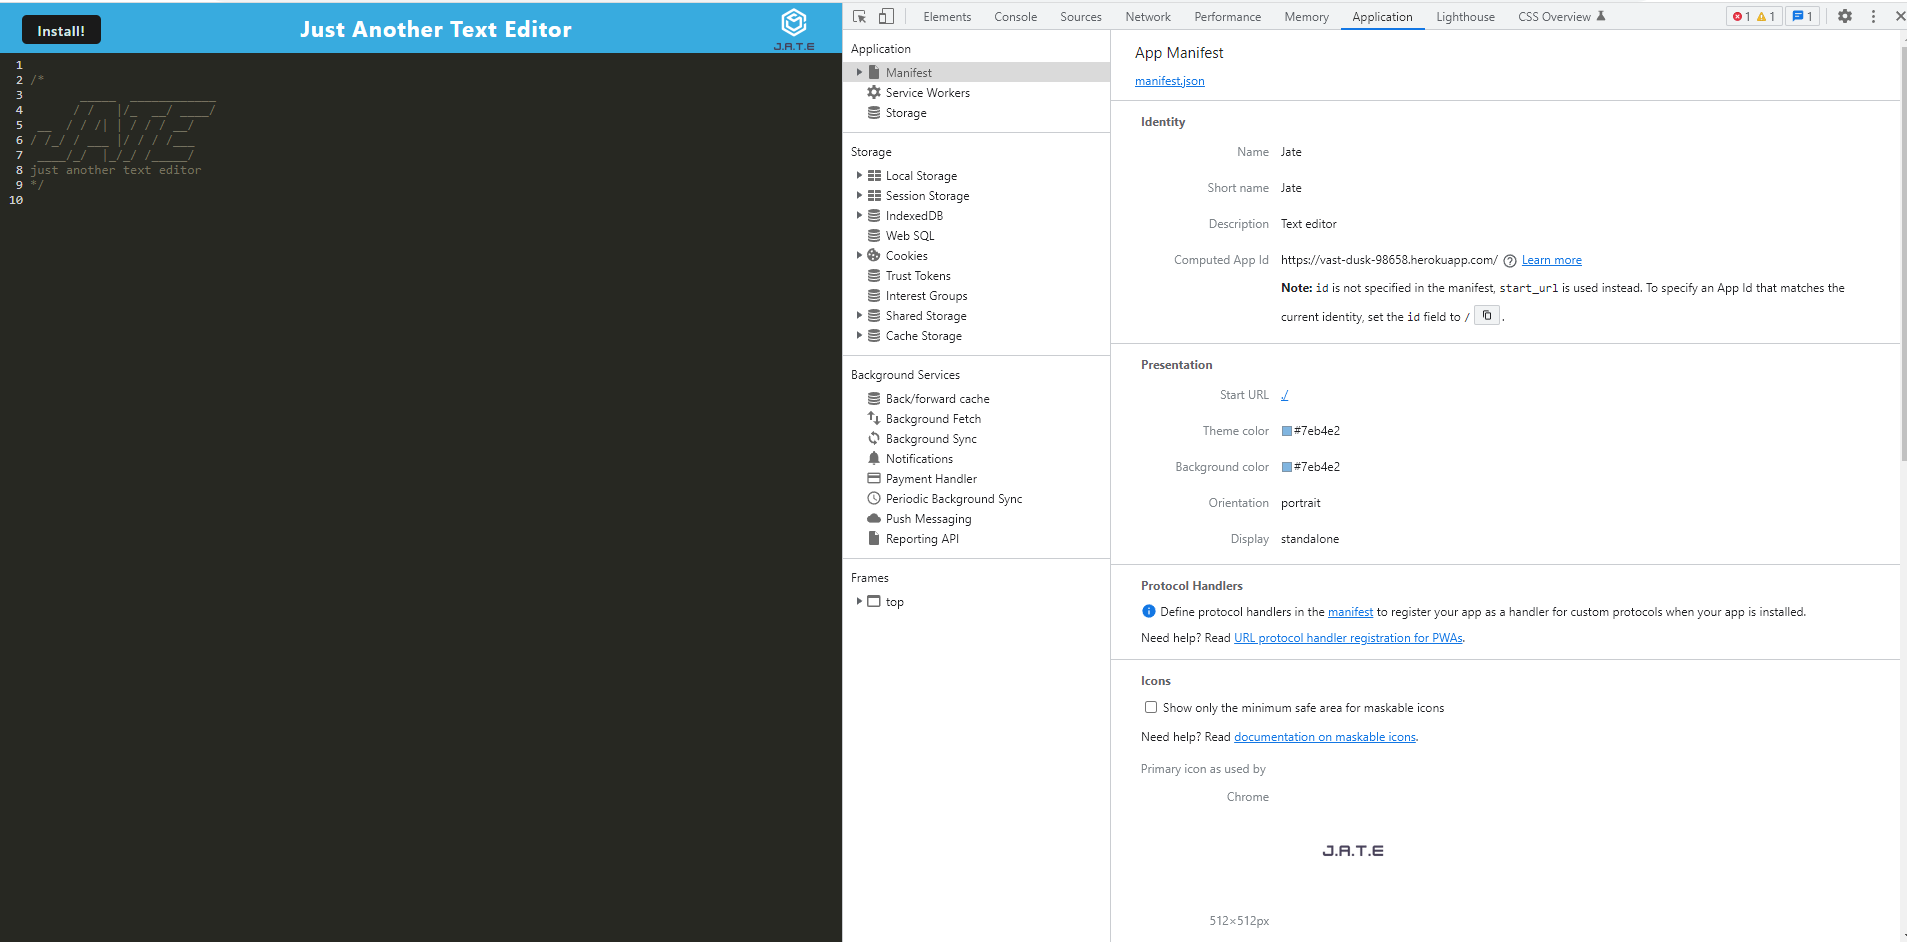 Install!
Just Another Text Editor
J.A.T.E
1
2 /*
3        _____  ____________
4       / /   |/_  __/ ____/
5  __  / / /| | / / / __/
6 / /_/ / ___ |/ / / /___
7  ____/_/  |_/_/ /_____/
8 just another text editor
9 */
10
Elements Console Sources Network Performance Memory Application Lighthouse CSS Overview
1 1 1
Application
Manifest
Service Workers
Storage
Storage
Local Storage
Session Storage
IndexedDB
Web SQL
Cookies
Trust Tokens
Interest Groups
Shared Storage
Cache Storage
Background Services
Back/forward cache
Background Fetch
Background Sync
Notifications
Payment Handler
Periodic Background Sync
Push Messaging
Reporting API
Frames
top
App Manifest
manifest.json
Identity
Name Jate
Short name Jate
Description Text editor
Computed App Id https://vast-dusk-98658.herokuapp.com/ Learn more
Note: id is not specified in the manifest, start_url is used instead. To specify an App Id that matches the
current identity, set the id field to / .
Presentation
Start URL ./
Theme color #7eb4e2
Background color #7eb4e2
Orientation portrait
Display standalone
Protocol Handlers
Define protocol handlers in the manifest to register your app as a handler for custom protocols when your app is installed.
Need help? Read URL protocol handler registration for PWAs.
Icons
Show only the minimum safe area for maskable icons
Need help? Read documentation on maskable icons.
Primary icon as used by
Chrome
J.A.T.E
512×512px